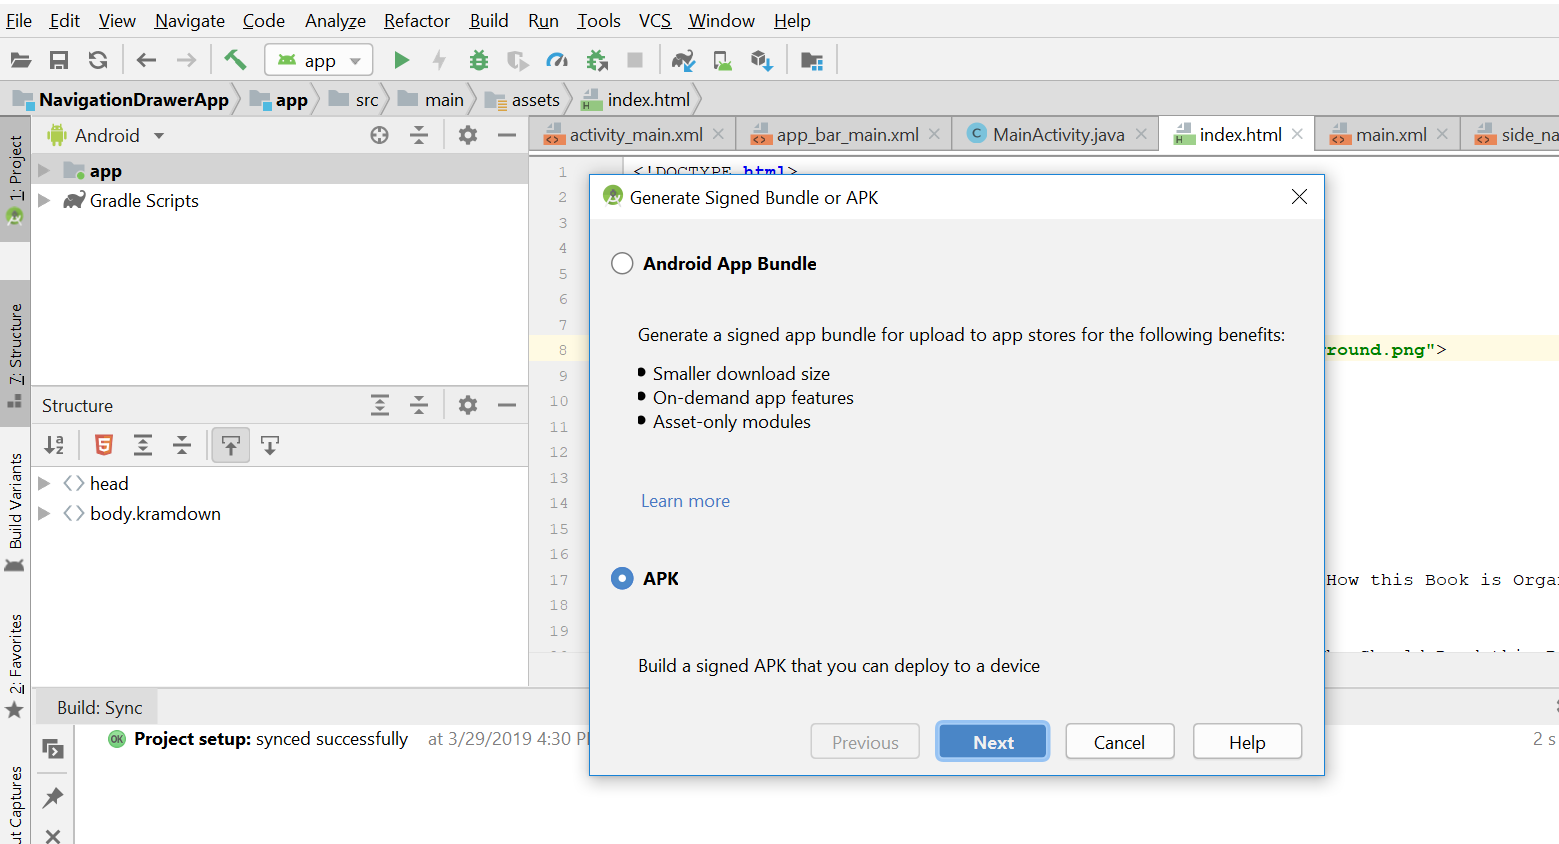 File Edit View Navigate Code Analyze Refactor Build Run Tools VCS Window Help
app
NavigationDrawerApp app src main assets index.html
1: Project
7: Structure
Build Variants
2: Favorites
ut Captures
Android
app
Gradle Scripts
Structure
head
body.kramdown
activity_main.xml app_bar_main.xml MainActivity.java index.html main.xml side_na
1 <!DOCTYPE html>
2
3
4
5
6
7
8 round.png">
9
10
11
12
13
14
15
16
17 How this Book is Orga
18
19
Generate Signed Bundle or APK
Android App Bundle
Generate a signed app bundle for upload to app stores for the following benefits:
Smaller download size
On-demand app features
Asset-only modules
Learn more
APK
Build a signed APK that you can deploy to a device
Previous Next Cancel Help
Build: Sync
OK Project setup: synced successfully at 3/29/2019 4:30 P
2 s